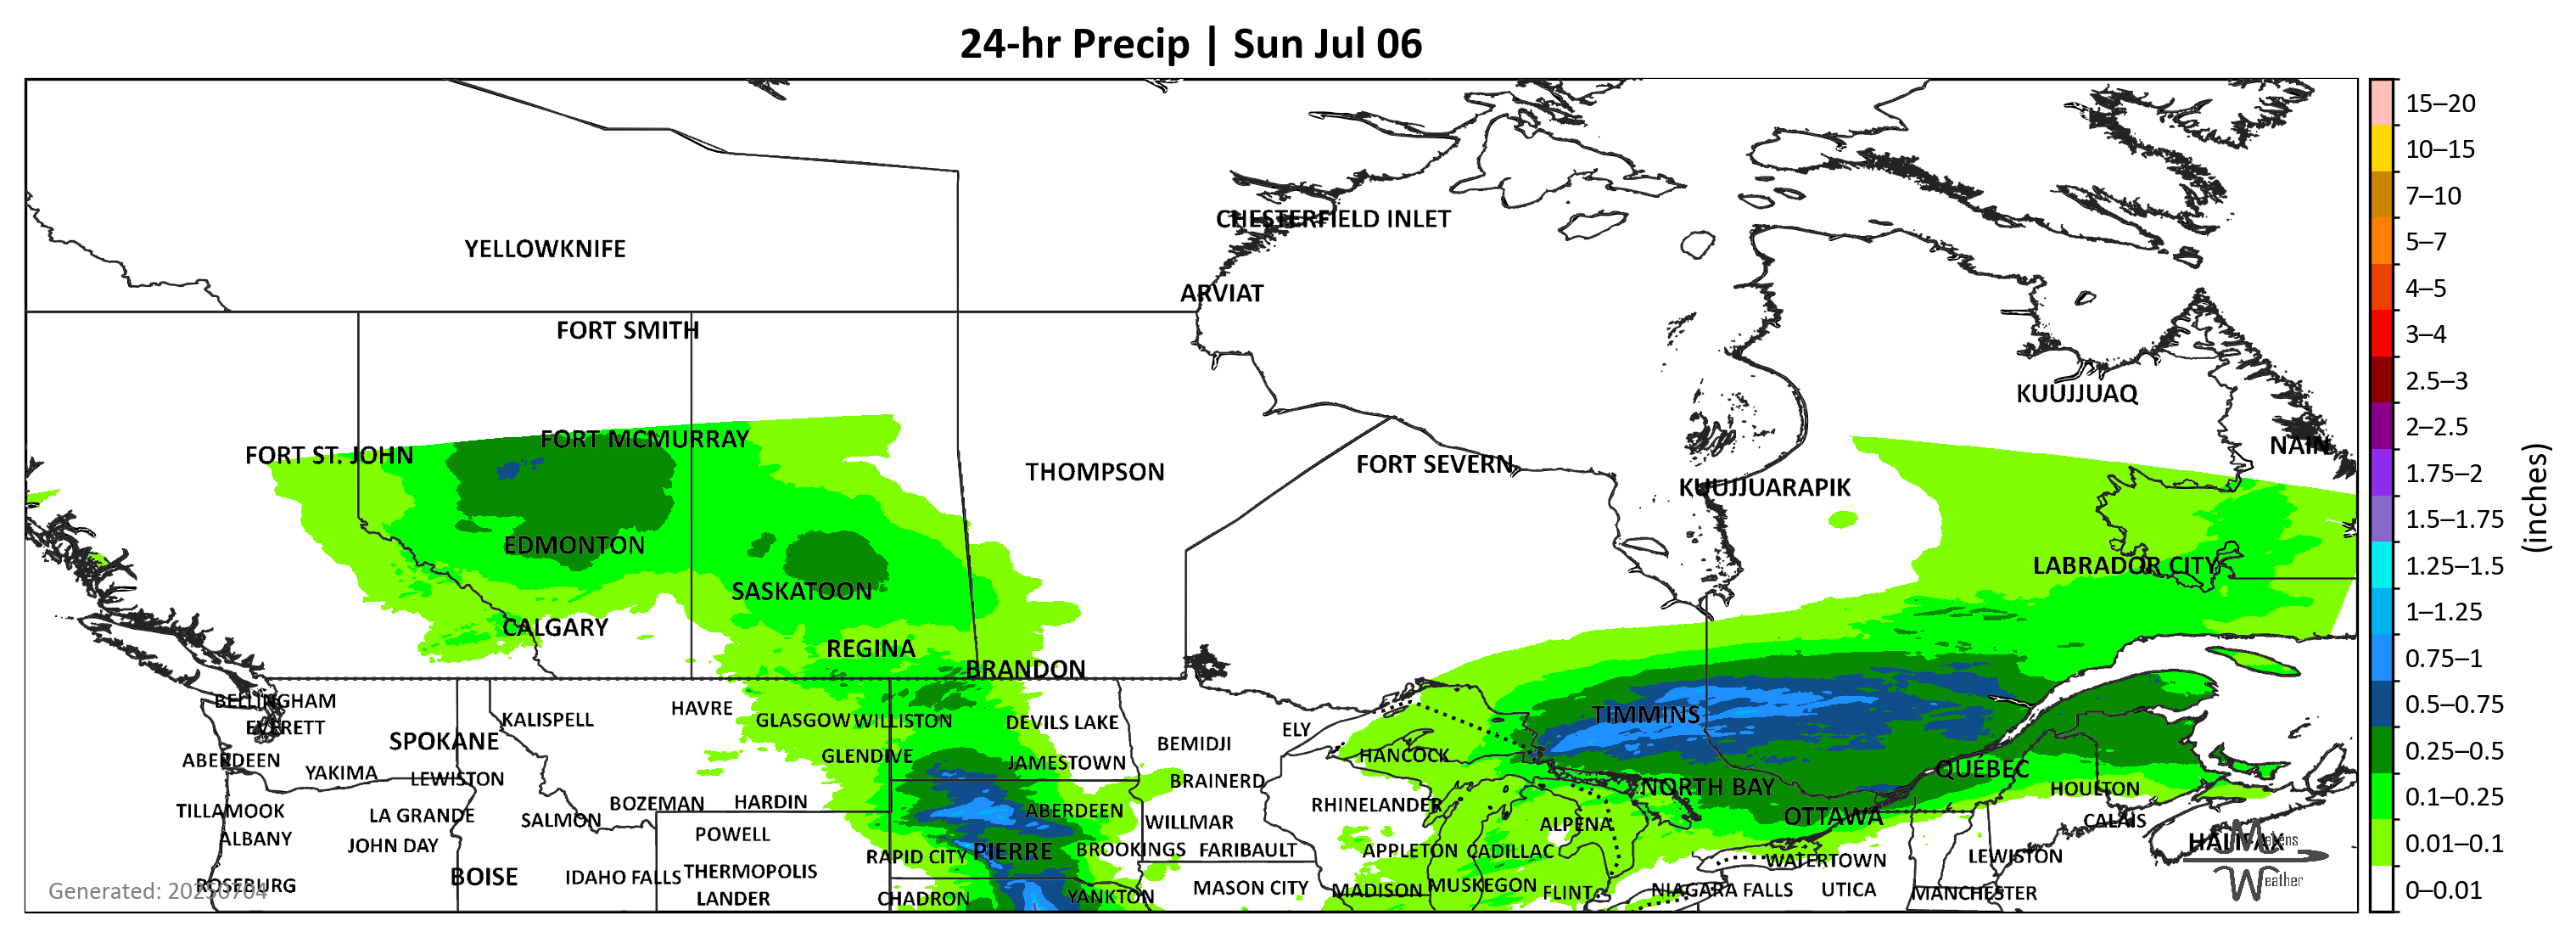 24-hr Precip | Sun Jul 06
CHESTERFIELD INLET
YELLOWKNIFE
ARVIAT
FORT SMITH
KUUJJUAQ
FORT MCMURRAY
NAIN
FORT ST. JOHN
THOMPSON
FORT SEVERN
KUUJJUARAPIK
EDMONTON
LABRADOR CITY
SASKATOON
CALGARY
REGINA
BRANDON
BELLINGHAM
KALISPELL
HAVRE
GLASGOW
WILLISTON
DEVILS LAKE
TIMMINS
EVERETT
ELY
SPOKANE
BEMIDJI
ABERDEEN
GLENDIVE
JAMESTOWN
HANCOCK
QUÉBEC
YAKIMA
LEWISTON
BRAINERD
NORTH BAY
HOULTON
BOZEMAN
HARDIN
RHINELANDER
TILLAMOOK
LA GRANDE
SALMON
ABERDEEN
WILLMAR
ALPENA
OTTAWA
CALAIS
ALBANY
JOHN DAY
POWELL
RAPID CITY
PIERRE
BROOKINGS
FARIBAULT
APPLETON
CADILLAC
WATERTOWN
LEWISTON
HALIFAX
Matens
Weather
BOISE
IDAHO FALLS
THERMOPOLIS
ROSEBURG
Generated: 20250704
LANDER
CHADRON
YANKTON
MASON CITY
MADISON
MUSKEGON
FLINT
NIAGARA FALLS
UTICA
MANCHESTER
15–20
10–15
7–10
5–7
4–5
3–4
2.5–3
2–2.5
1.75–2
1.5–1.75
1.25–1.5
1–1.25
0.75–1
0.5–0.75
0.25–0.5
0.1–0.25
0.01–0.1
0–0.01
(inches)